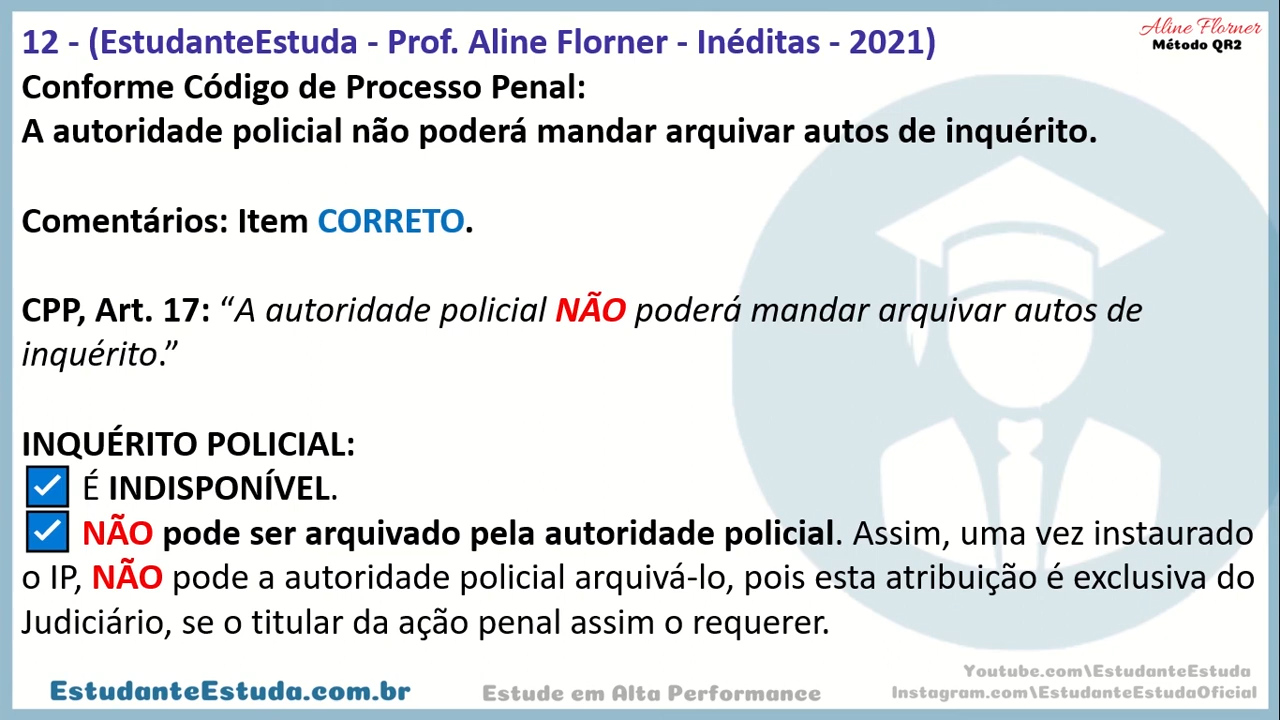 12 - (EstudanteEstuda - Prof. Aline Florner - Inéditas - 2021)
Aline Florner
Método QR2
Conforme Código de Processo Penal:
A autoridade policial não poderá mandar arquivar autos de inquérito.
Comentários: Item CORRETO.
CPP, Art. 17: “A autoridade policial NÃO poderá mandar arquivar autos de
inquérito.”
INQUÉRITO POLICIAL:
É INDISPONÍVEL.
NÃO pode ser arquivado pela autoridade policial. Assim, uma vez instaurado
o IP, NÃO pode a autoridade policial arquivá-lo, pois esta atribuição é exclusiva do
Judiciário, se o titular da ação penal assim o requerer.
EstudanteEstuda.com.br
Estude em Alta Performance
Youtube.com\EstudanteEstuda
Instagram.com\EstudanteEstudaOficial